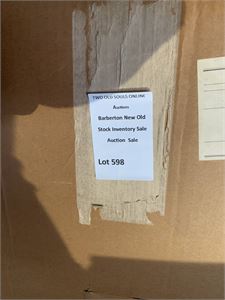 TWO OLD SOULS ONLINE
Auctions
Barberton New Old
Stock Inventory Sale
Auction Sale
Lot 598